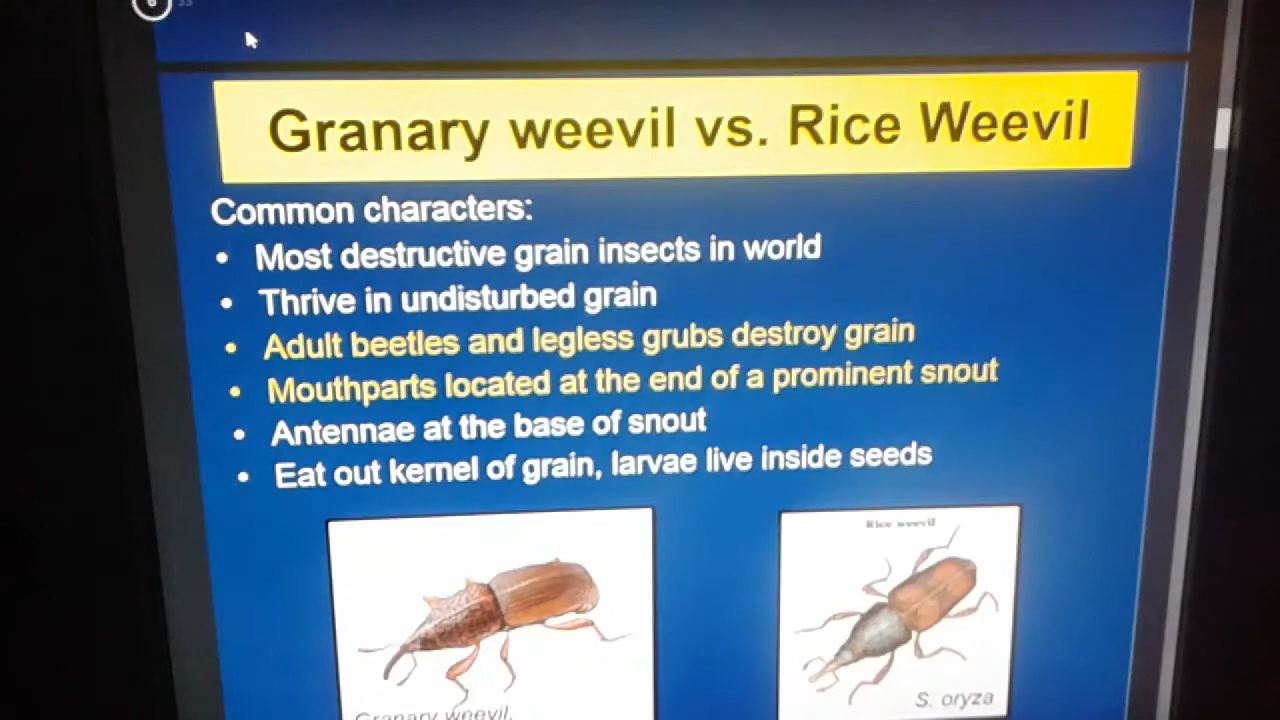 Granary weevil vs. Rice Weevil
Common characters:
• Most destructive grain insects in world
• Thrive in undisturbed grain
• Adult beetles and legless grubs destroy grain
• Mouthparts located at the end of a prominent snout
• Antennae at the base of snout
• Eat out kernel of grain, larvae live inside seeds
Rice weevil
S. oryza
Granary weevil,